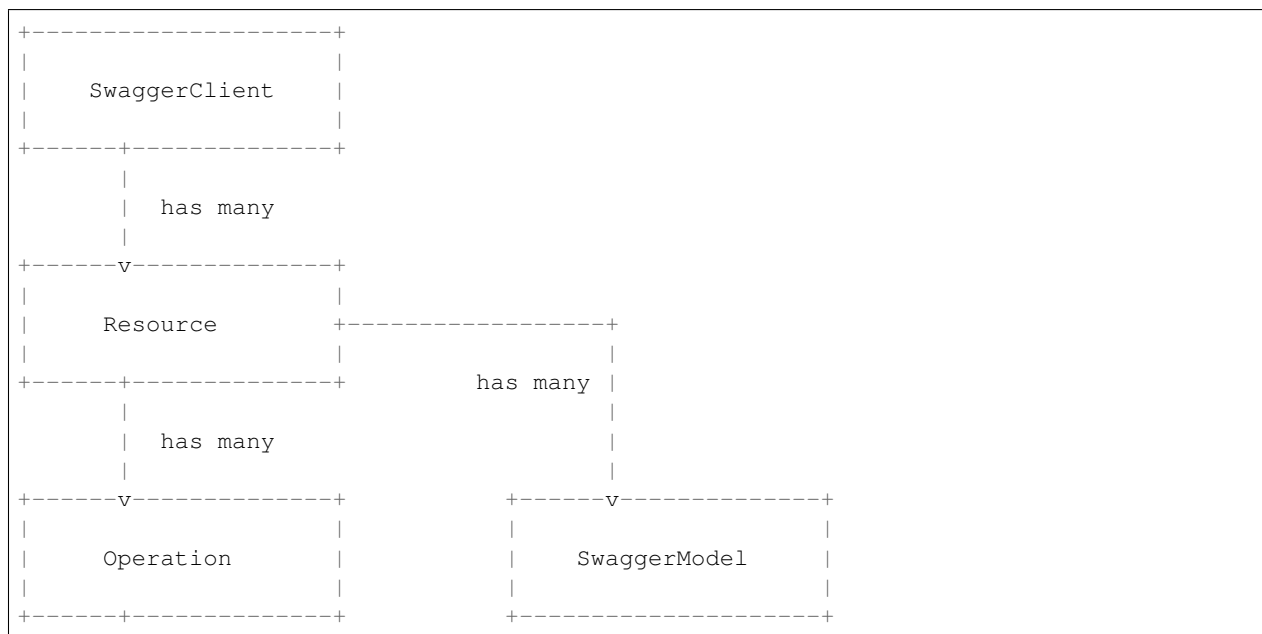 SwaggerClient
has many
Resource
has many
has many
Operation SwaggerModel